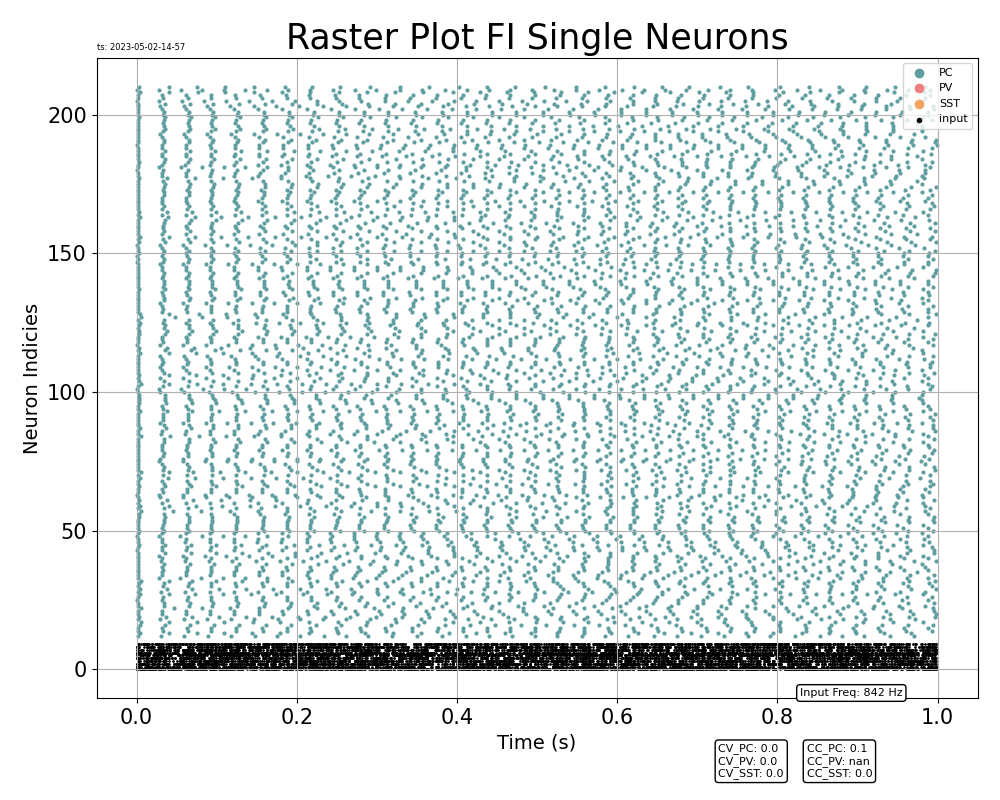 Raster Plot FI Single Neurons
ts: 2023-05-02-14-57
PC
PV
SST
input
200
150
100
50
0
Neuron Indicies
Input Freq: 842 Hz
0.0 0.2 0.4 0.6 0.8 1.0
Time (s)
CV_PC: 0.0
CV_PV: 0.0
CV_SST: 0.0
CC_PC: 0.1
CC_PV: nan
CC_SST: 0.0